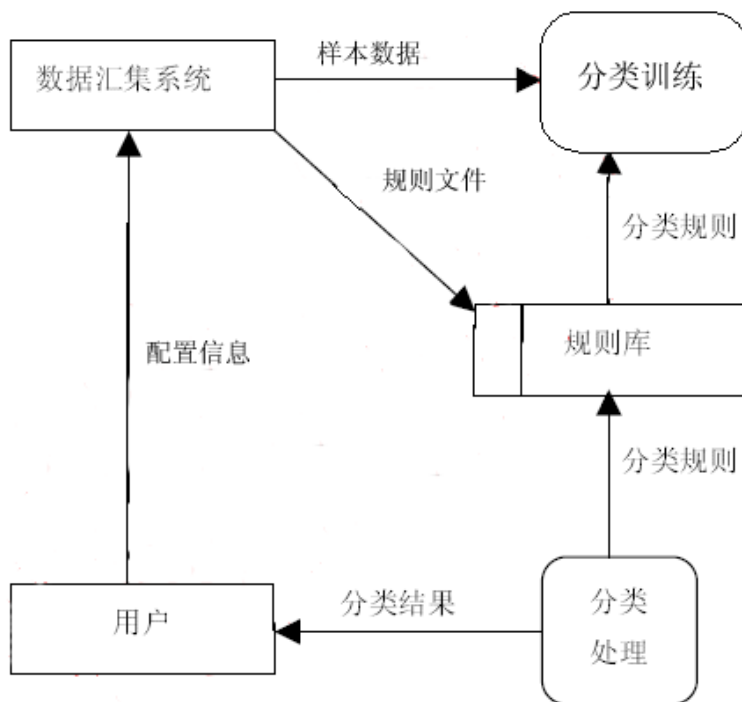 样本数据
数据汇集系统
分类训练
规则文件
分类规则
规则库
配置信息
分类规则
分类结果
分类
用户
处理